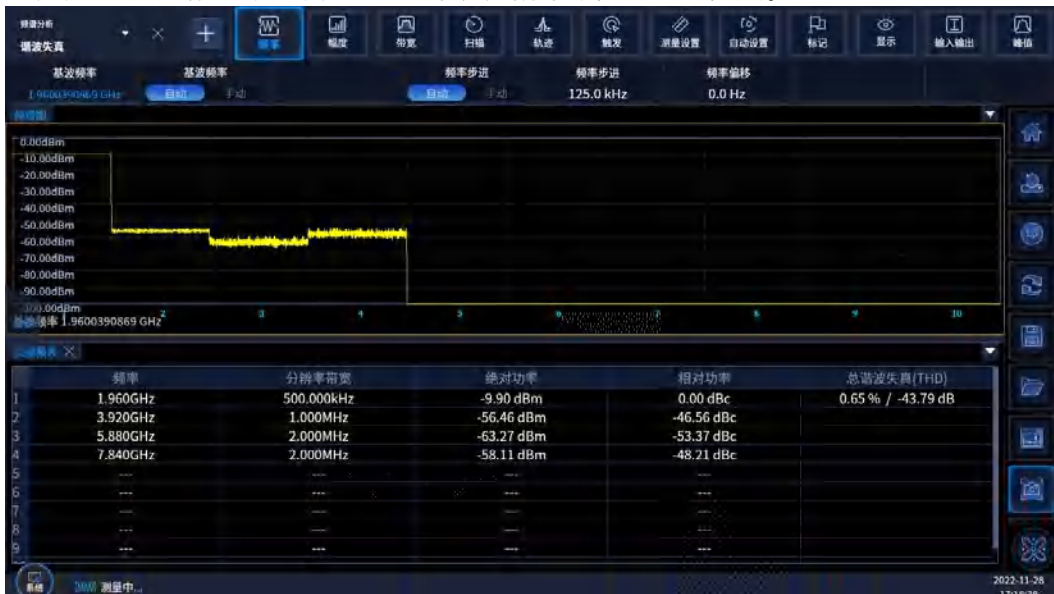 频谱分析
谐波失真
频率 幅度 带宽 扫描 轨迹 触发 测量设置 自动设置 标记 显示 输入输出 峰值
基波频率 基波频率 频率步进 频率步进 频率偏移
1.9600390869 GHz 自动 手动 自动 手动 125.0 kHz 0.0 Hz
0.00dBm
-10.00dBm
-20.00dBm
-30.00dBm
-40.00dBm
-50.00dBm
-60.00dBm
-70.00dBm
-80.00dBm
-90.00dBm
-100.00dBm
2 3 4 5 6 7 8 9 10
基波频率 1.9600390869 GHz
频率 分辨率带宽 绝对功率 相对功率 总谐波失真(THD)
1 1.960GHz 500.000kHz -9.90 dBm 0.00 dBc 0.65 % / -43.79 dB
2 3.920GHz 1.000MHz -56.46 dBm -46.56 dBc
3 5.880GHz 2.000MHz -63.27 dBm -53.37 dBc
4 7.840GHz 2.000MHz -58.11 dBm -48.21 dBc
5 --- --- --- ---
6 --- --- --- ---
7 --- --- --- ---
8 --- --- --- ---
9 --- --- --- ---
系统 测量中...
2022-11-28